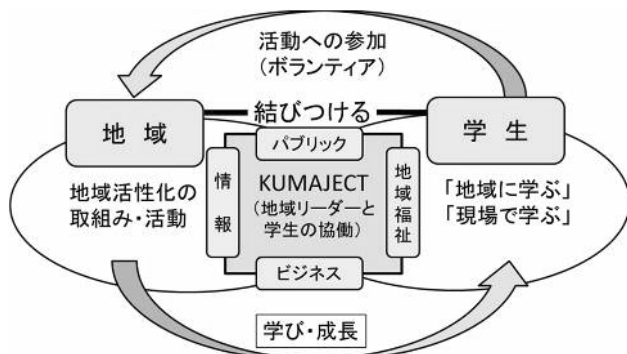 活動への参加
(ボランティア)
地域
結びつける
学生
パブリック
情報
KUMAJECT
(地域リーダーと
学生の協働)
地域福祉
ビジネス
地域活性化の
取組み・活動
「地域に学ぶ」
「現場で学ぶ」
学び・成長